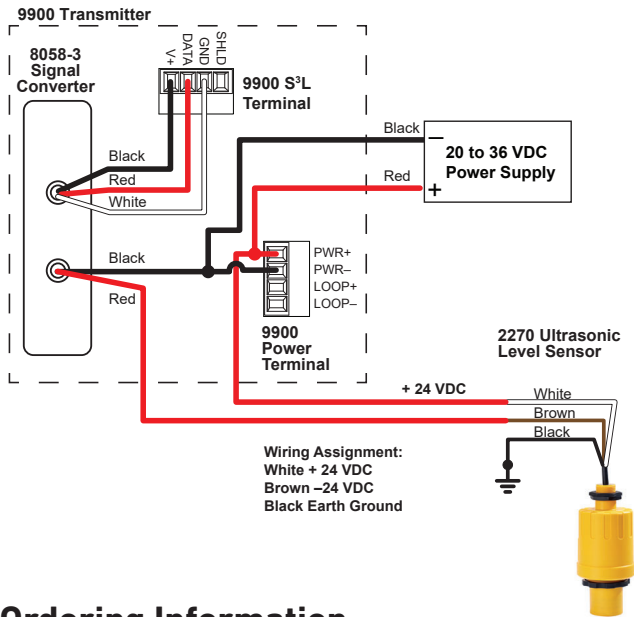 9900 Transmitter
8058-3
Signal
Converter
V+
DATA
GND
SHLD
9900 S³L
Terminal
Black
Red
White
Black
Red
Black
Red
–
+
20 to 36 VDC
Power Supply
PWR+
PWR–
LOOP+
LOOP–
9900
Power
Terminal
2270 Ultrasonic
Level Sensor
+ 24 VDC
White
Brown
Black
Wiring Assignment:
White + 24 VDC
Brown –24 VDC
Black Earth Ground
Ordering Information